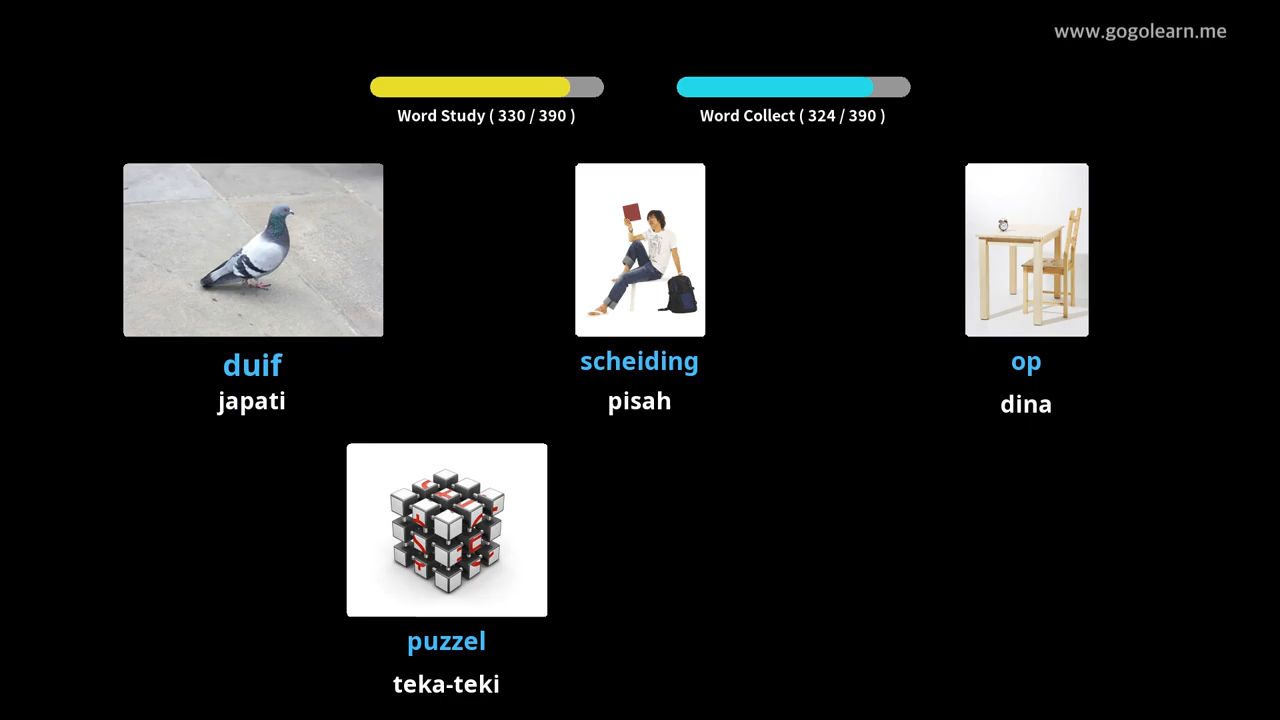 www.gogolearn.me
Word Study ( 330 / 390 )
Word Collect ( 324 / 390 )
duif
japati
scheiding
pisah
op
dina
puzzel
teka-teki